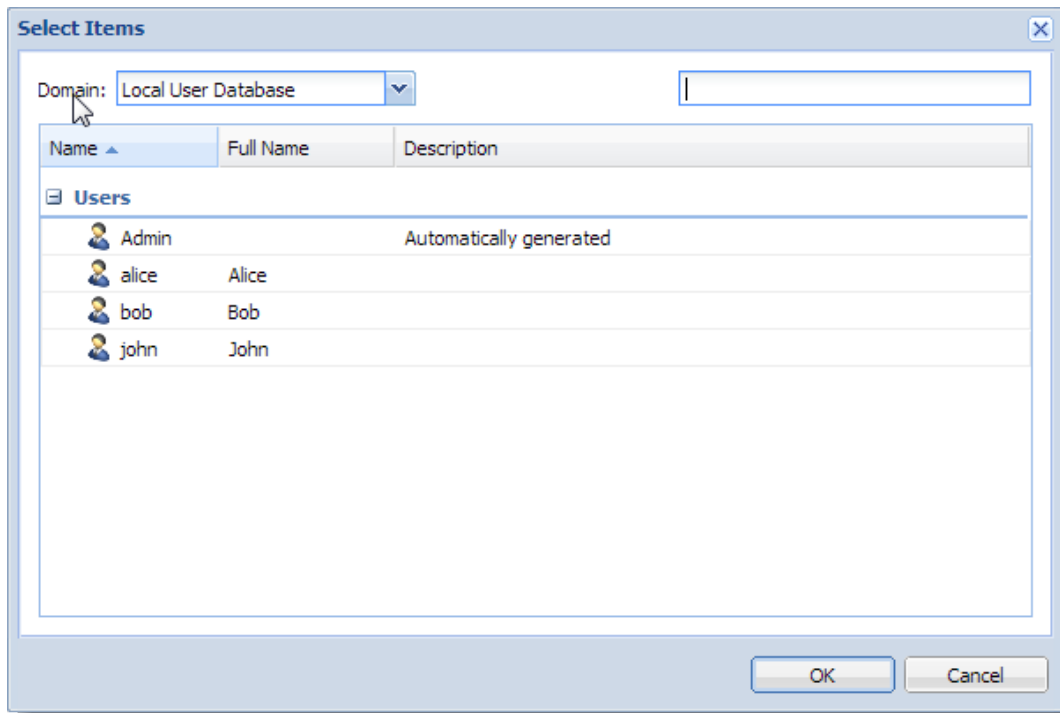 Select Items
Domain: Local User Database
Name Full Name Description
Users
Admin Automatically generated
alice Alice
bob Bob
john John
OK Cancel